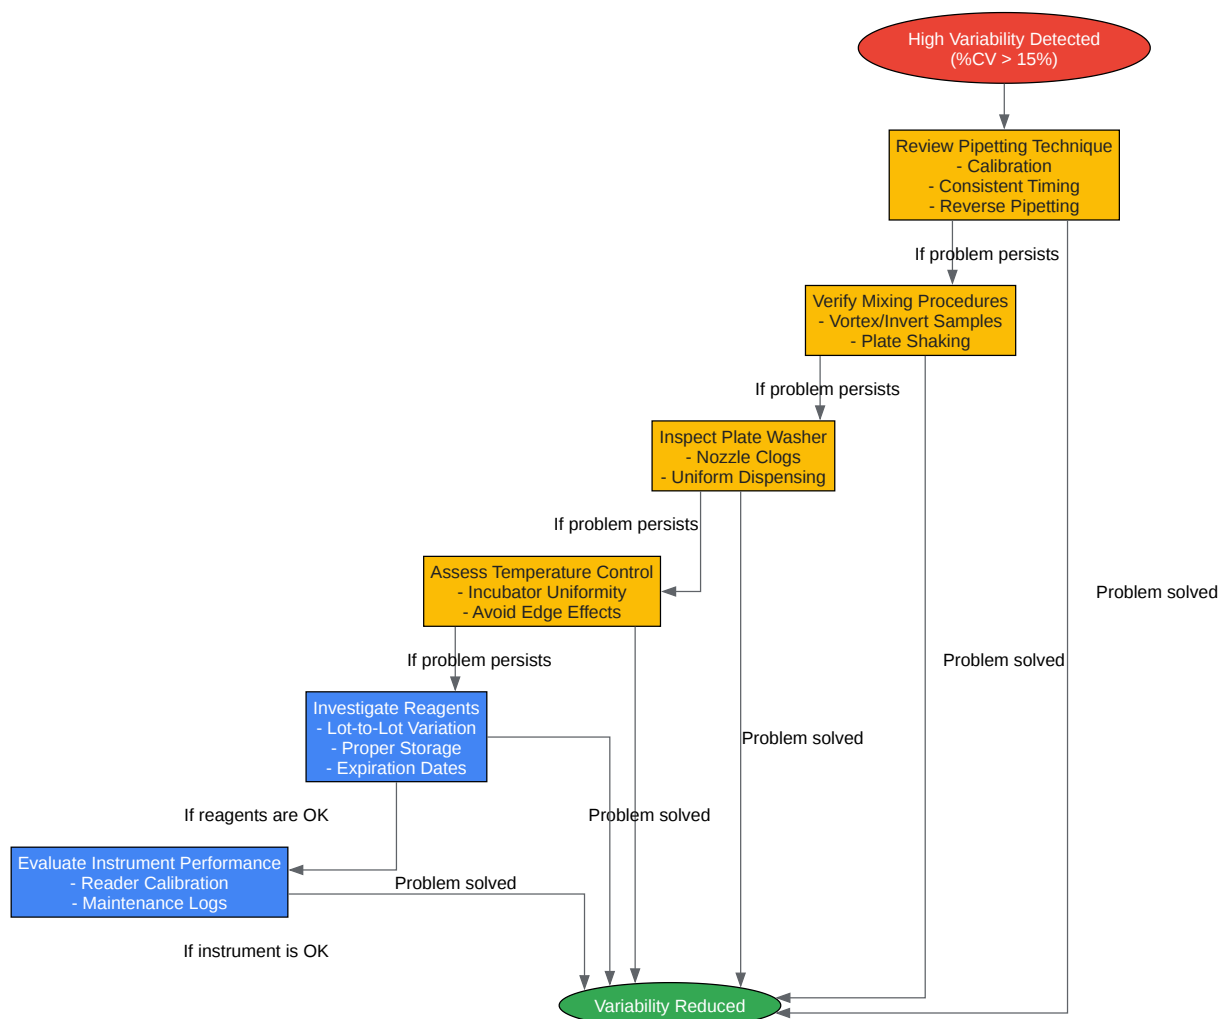 High Variability Detected
(%CV > 15%)
Review Pipetting Technique
- Calibration
- Consistent Timing
- Reverse Pipetting
If problem persists
Verify Mixing Procedures
- Vortex/Invert Samples
- Plate Shaking
If problem persists
Inspect Plate Washer
- Nozzle Clogs
- Uniform Dispensing
If problem persists
Assess Temperature Control
- Incubator Uniformity
- Avoid Edge Effects
Problem solved
If problem persists
Problem solved
Investigate Reagents
- Lot-to-Lot Variation
- Proper Storage
- Expiration Dates
Problem solved
If reagents are OK
Problem solved
Evaluate Instrument Performance
- Reader Calibration
- Maintenance Logs
Problem solved
If instrument is OK
Variability Reduced